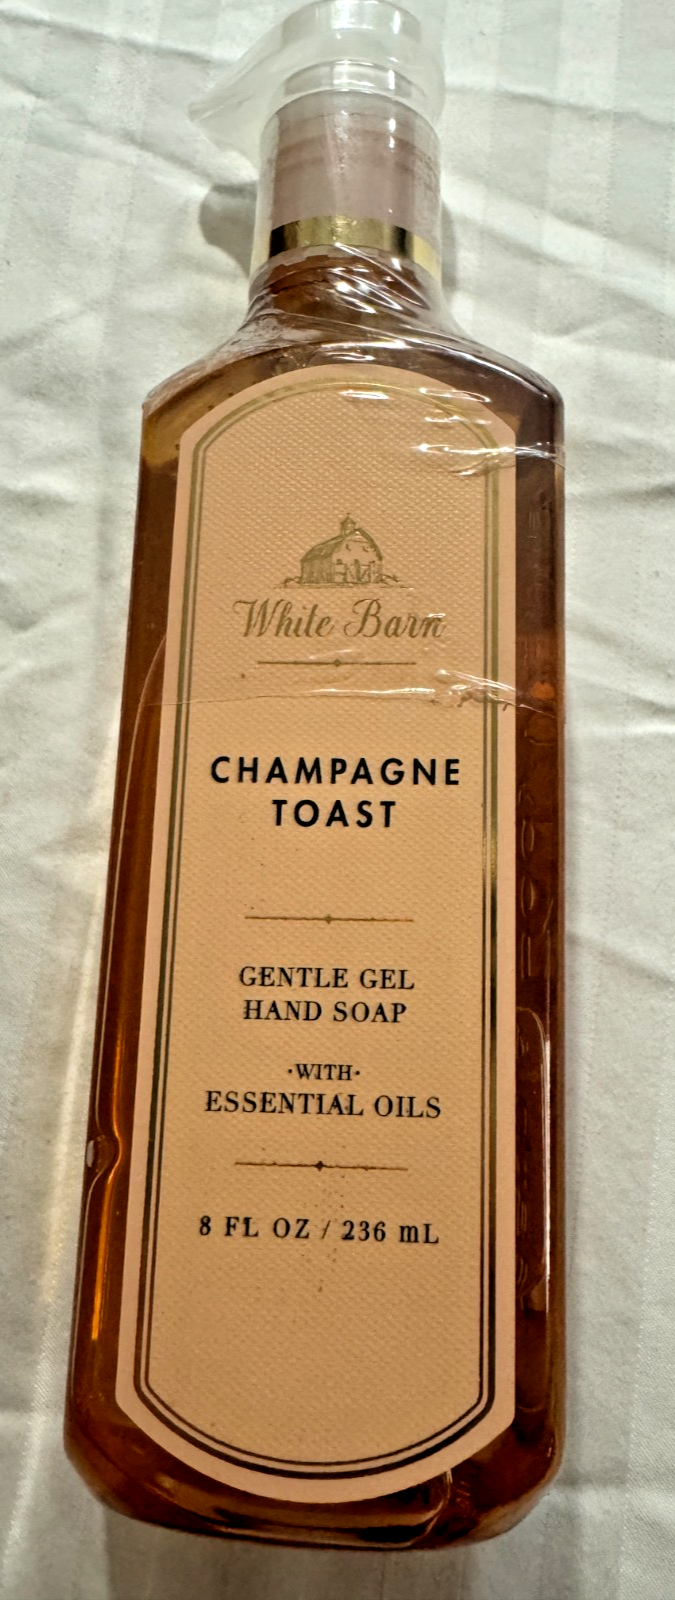 White Barn
CHAMPAGNE
TOAST
GENTLE GEL
HAND SOAP
·WITH·
ESSENTIAL OILS
8 FL OZ / 236 mL